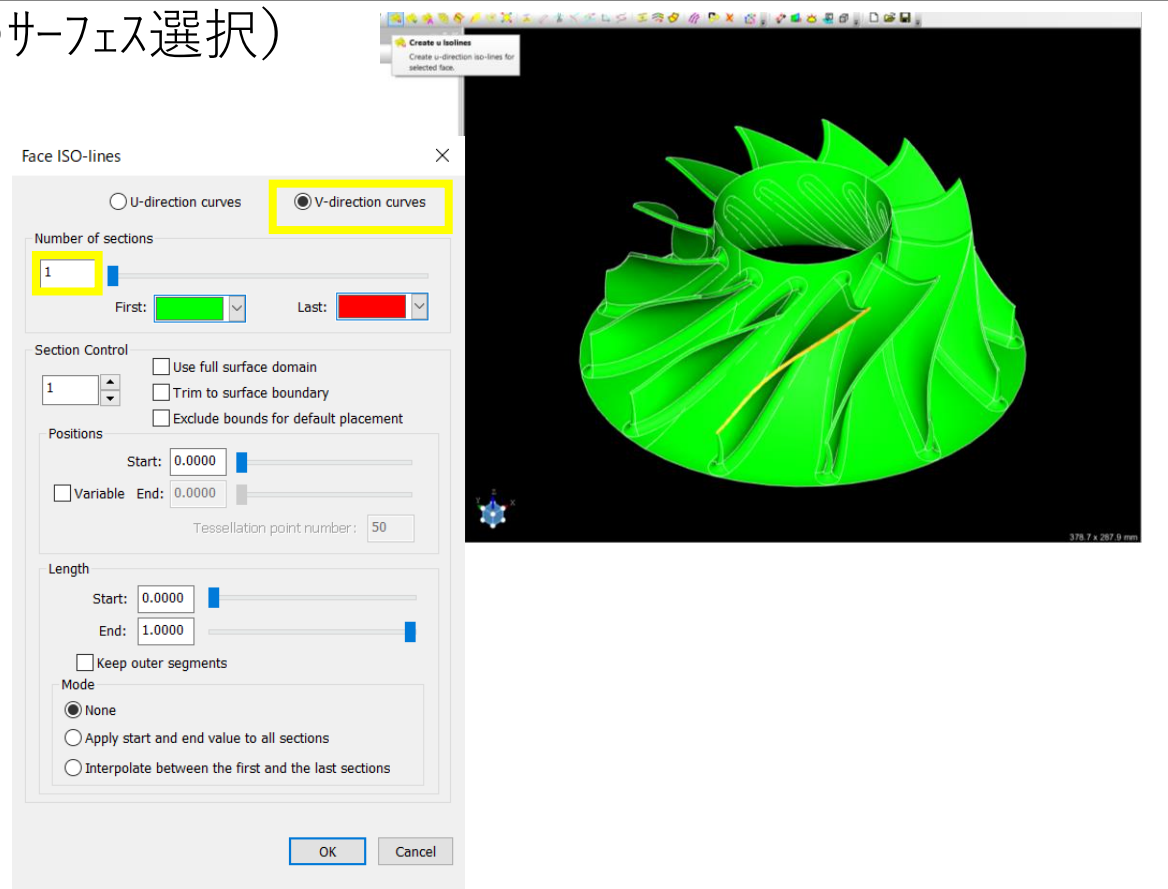 サーフェス選択）
Create u Isolines
Create u-direction iso-lines for
selected face.
Face ISO-lines
U-direction curves
V-direction curves
Number of sections
1
First:
Last:
Section Control
1
Use full surface domain
Trim to surface boundary
Exclude bounds for default placement
Positions
Start: 0.0000
Variable End: 0.0000
Tessellation point number: 50
Length
Start: 0.0000
End: 1.0000
Keep outer segments
Mode
None
Apply start and end value to all sections
Interpolate between the first and the last sections
OK
Cancel
Y
Z
X
378.7 x 267.9 mm